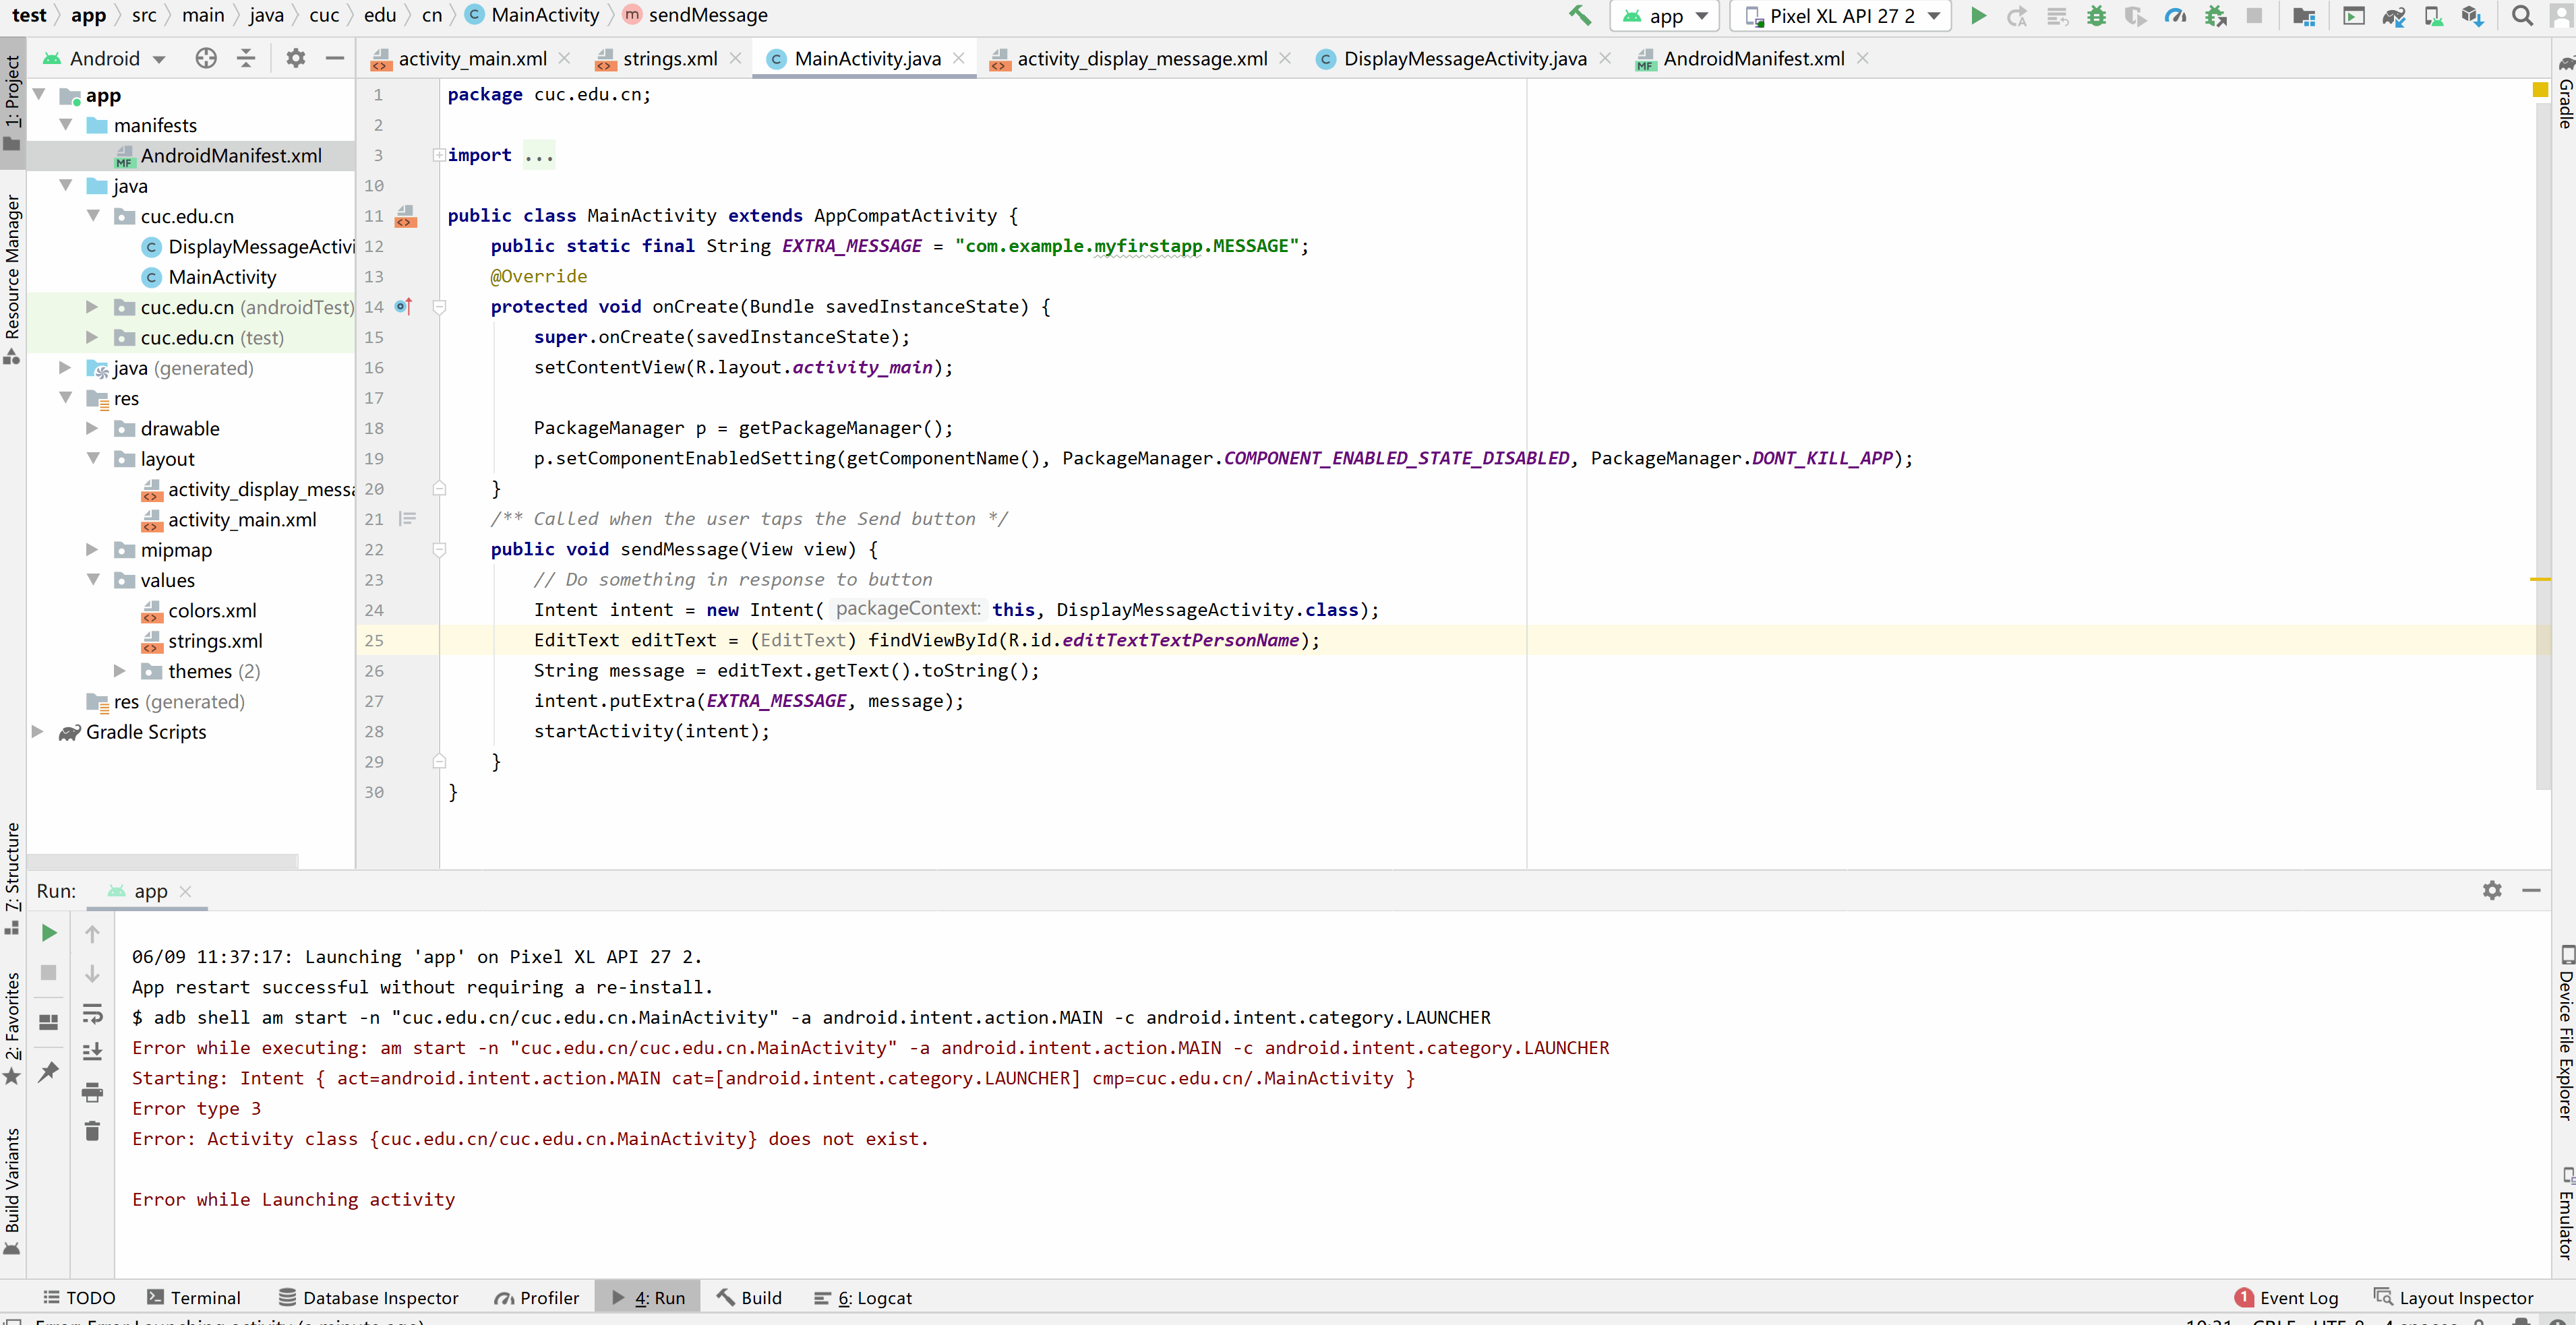 test app src main java cuc edu cn MainActivity sendMessage
app Pixel XL API 27 2
Android
activity_main.xml strings.xml MainActivity.java activity_display_message.xml DisplayMessageActivity.java AndroidManifest.xml
1: Project
Resource Manager
7: Structure
2: Favorites
Build Variants
app
manifests
AndroidManifest.xml
java
cuc.edu.cn
DisplayMessageActivi
MainActivity
cuc.edu.cn (androidTest)
cuc.edu.cn (test)
java (generated)
res
drawable
layout
activity_display_messa
activity_main.xml
mipmap
values
colors.xml
strings.xml
themes (2)
res (generated)
Gradle Scripts
1 package cuc.edu.cn;
2
3 import ...
10
11 public class MainActivity extends AppCompatActivity {
12 public static final String EXTRA_MESSAGE = "com.example.myfirstapp.MESSAGE";
13 @Override
14 protected void onCreate(Bundle savedInstanceState) {
15 super.onCreate(savedInstanceState);
16 setContentView(R.layout.activity_main);
17
18 PackageManager p = getPackageManager();
19 p.setComponentEnabledSetting(getComponentName(), PackageManager.COMPONENT_ENABLED_STATE_DISABLED, PackageManager.DONT_KILL_APP);
20 }
21 /** Called when the user taps the Send button */
22 public void sendMessage(View view) {
23 // Do something in response to button
24 Intent intent = new Intent( packageContext: this, DisplayMessageActivity.class);
25 EditText editText = (EditText) findViewById(R.id.editTextTextPersonName);
26 String message = editText.getText().toString();
27 intent.putExtra(EXTRA_MESSAGE, message);
28 startActivity(intent);
29 }
30 }
Gradle
Device File Explorer
Emulator
Run: app
06/09 11:37:17: Launching 'app' on Pixel XL API 27 2.
App restart successful without requiring a re-install.
$ adb shell am start -n "cuc.edu.cn/cuc.edu.cn.MainActivity" -a android.intent.action.MAIN -c android.intent.category.LAUNCHER
Error while executing: am start -n "cuc.edu.cn/cuc.edu.cn.MainActivity" -a android.intent.action.MAIN -c android.intent.category.LAUNCHER
Starting: Intent { act=android.intent.action.MAIN cat=[android.intent.category.LAUNCHER] cmp=cuc.edu.cn/.MainActivity }
Error type 3
Error: Activity class {cuc.edu.cn/cuc.edu.cn.MainActivity} does not exist.
Error while Launching activity
TODO Terminal Database Inspector Profiler 4: Run Build 6: Logcat 1 Event Log Layout Inspector